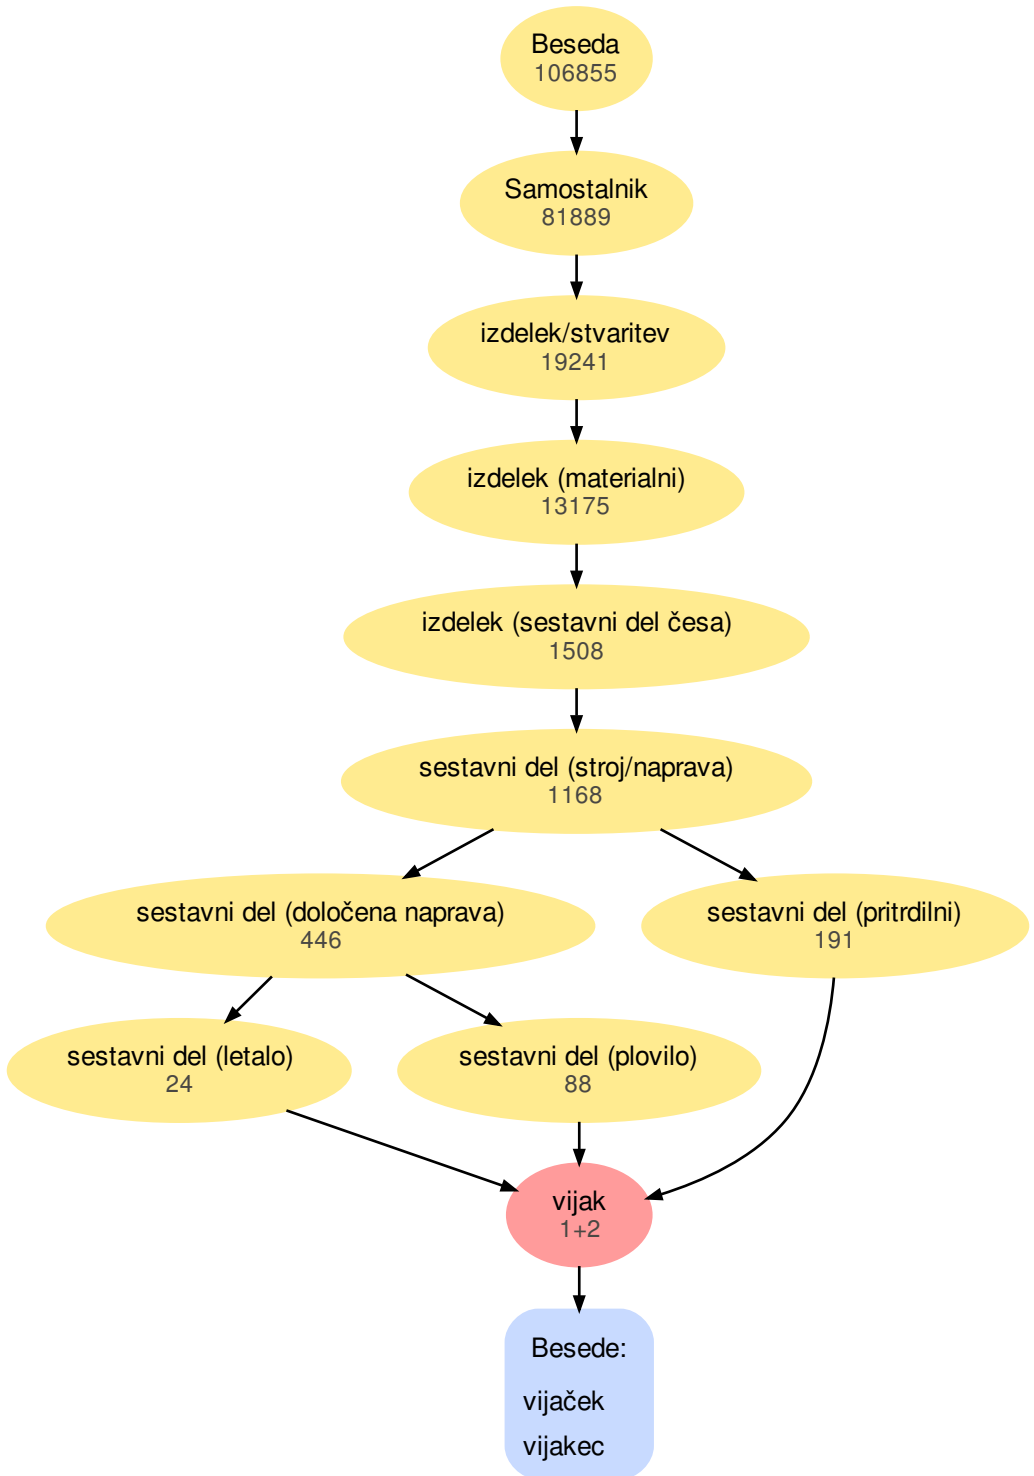 Beseda
106855
Samostalnik
81889
izdelek/stvaritev
19241
izdelek (materialni)
13175
izdelek (sestavni del česa)
1508
sestavni del (stroj/naprava)
1168
sestavni del (določena naprava)
446
sestavni del (pritrdilni)
191
sestavni del (letalo)
24
sestavni del (plovilo)
88
vijak
1+2
Besede:
vijaček
vijakec